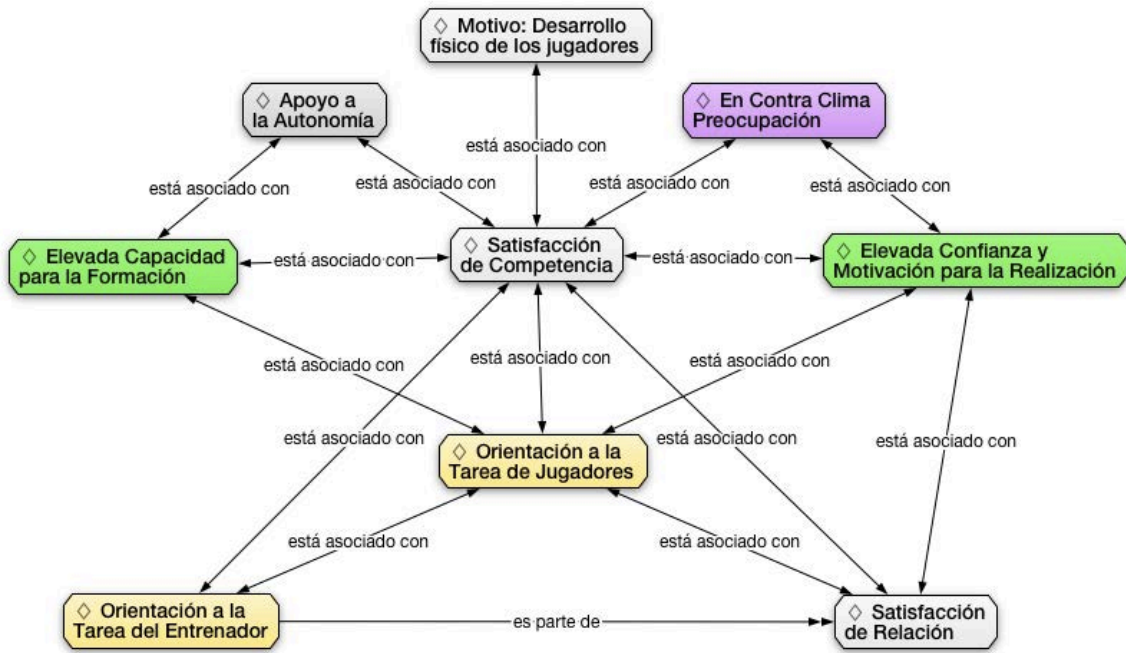 ◇ Motivo: Desarrollo
físico de los jugadores
◇ Apoyo a
la Autonomía
◇ En Contra Clima
Preocupación
está asociado con
está asociado con
está asociado con
está asociado con
está asociado con
◇ Elevada Capacidad
para la Formación
está asociado con
◇ Satisfacción
de Competencia
está asociado con
◇ Elevada Confianza y
Motivación para la Realización
está asociado con
está asociado con
está asociado con
está asociado con
está asociado con
está asociado con
◇ Orientación a la
Tarea de Jugadores
está asociado con
está asociado con
◇ Orientación a la
Tarea del Entrenador
es parte de
◇ Satisfacción
de Relación